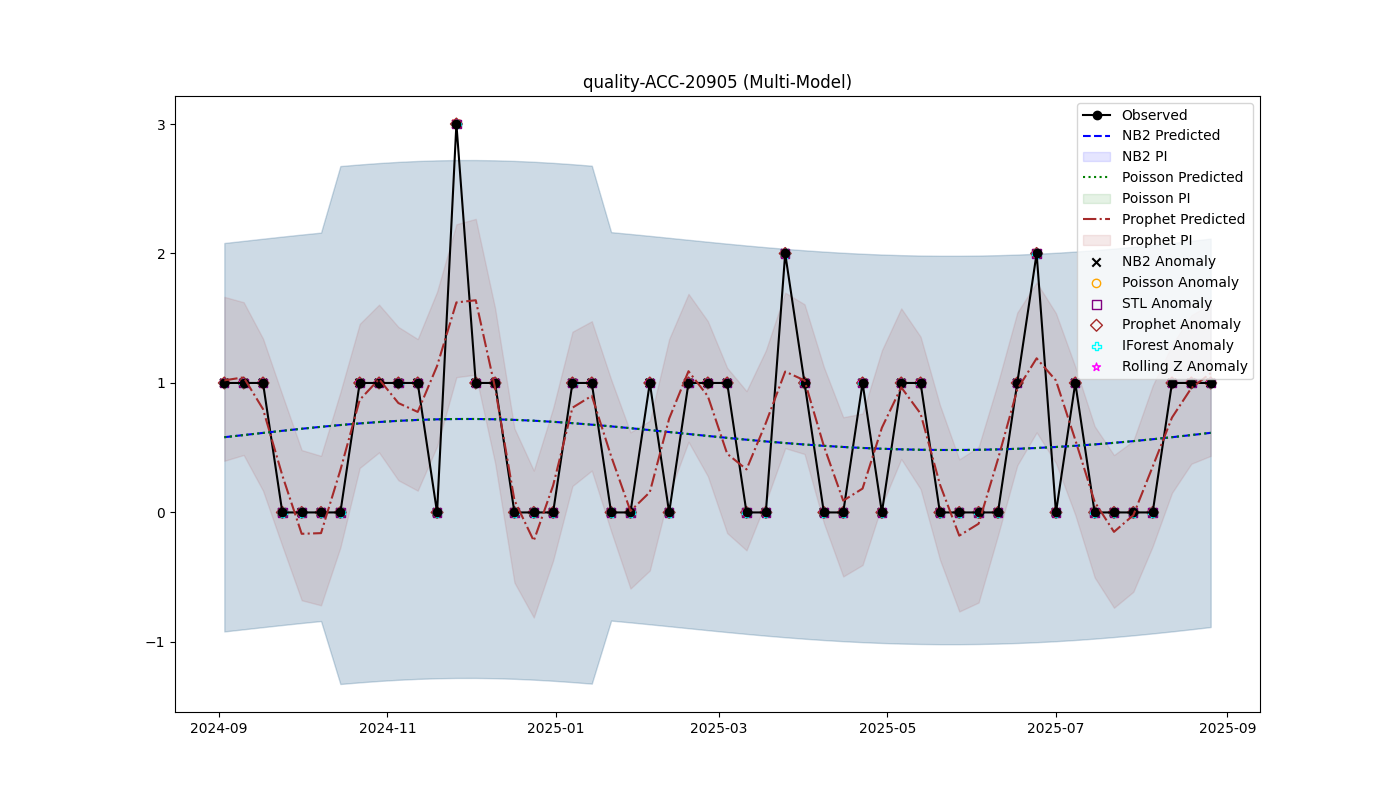 quality-ACC-20905 (Multi-Model)
3
2
1
0
−1
Observed
NB2 Predicted
NB2 PI
Poisson Predicted
Poisson PI
Prophet Predicted
Prophet PI
NB2 Anomaly
Poisson Anomaly
STL Anomaly
Prophet Anomaly
IForest Anomaly
Rolling Z Anomaly
2024-09
2024-11
2025-01
2025-03
2025-05
2025-07
2025-09